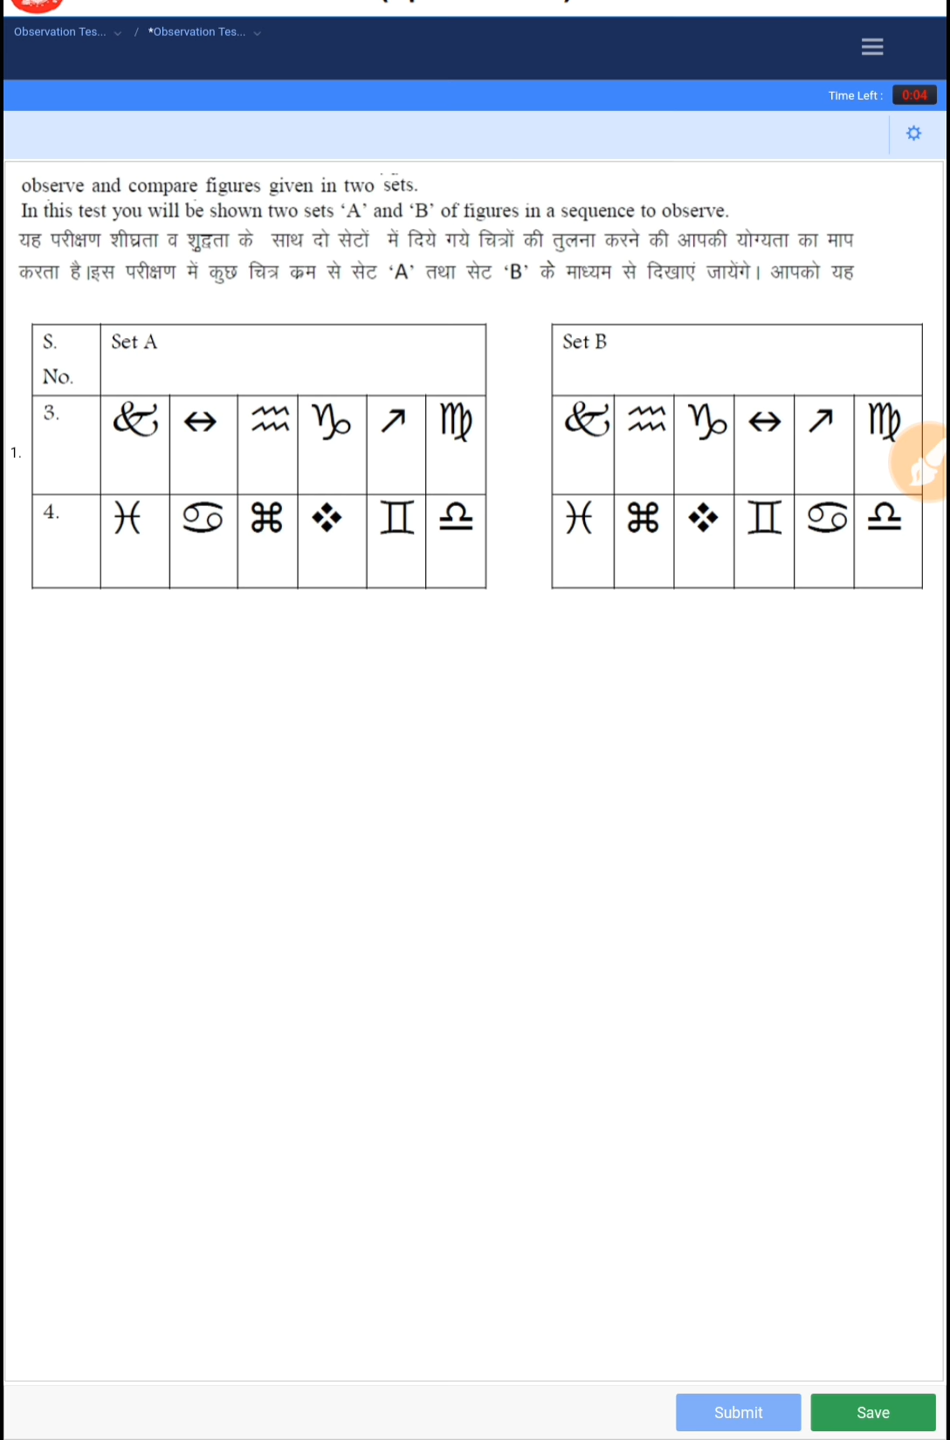 Observation Tes... / *Observation Tes...
Time Left : 0:04
observe and compare figures given in two sets.
In this test you will be shown two sets ‘A’ and ‘B’ of figures in a sequence to observe.
यह परीक्षण शीघ्रता व शुद्वता के साथ दो सेटों में दिये गये चित्रों की तुलना करने की आपकी योग्यता का माप
करता है।इस परीक्षण में कुछ चित्र क्रम से सेट ‘A’ तथा सेट ‘B’ के माध्यम से दिखाएं जायेंगे। आपको यह
S. No. Set A Set B
3. 🙰 ↔ ♒ ♑ ↗ ♍ 🙰 ♒ ♑ ↔ ↗ ♍
1.
4. ♓ ♋ ⌘ ❖ ♊ ♎ ♓ ⌘ ❖ ♊ ♋ ♎
Submit Save